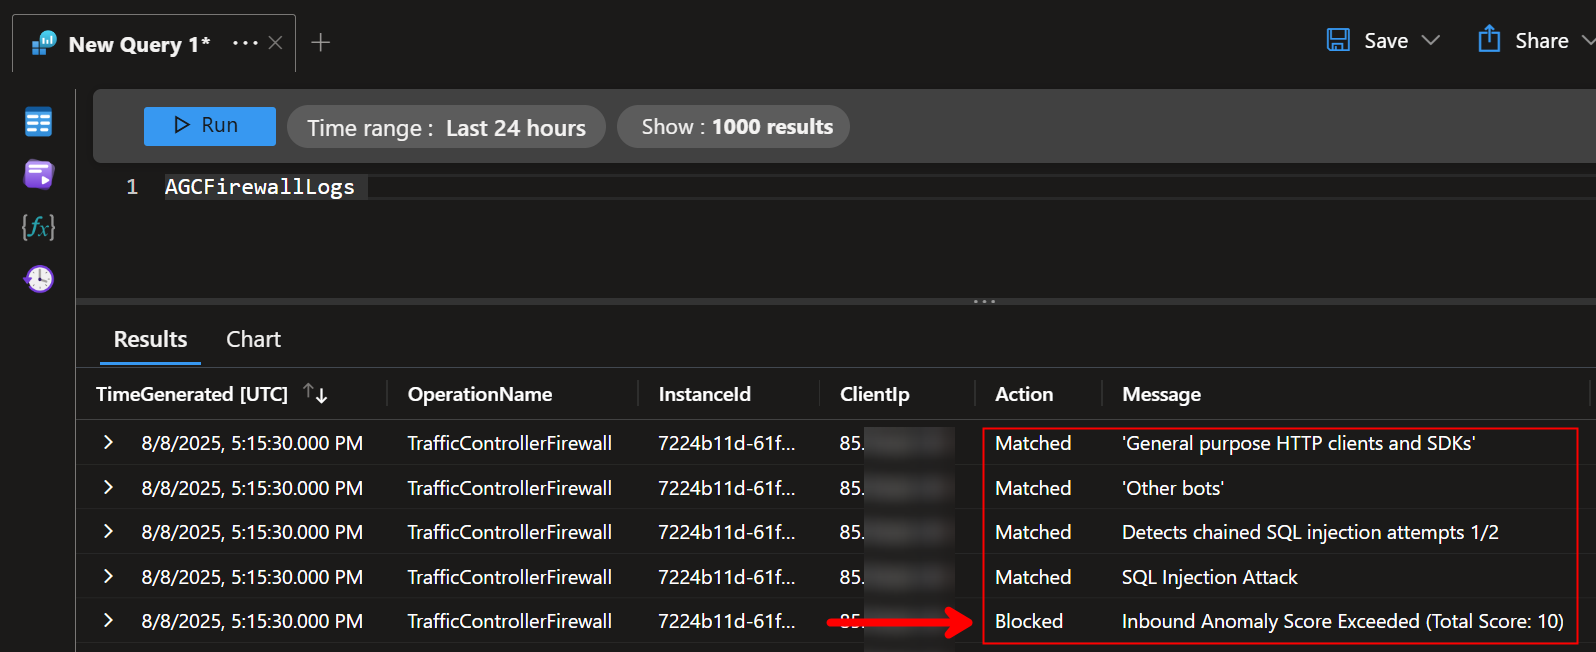 New Query 1* ...
Save
Share
Run
Time range : Last 24 hours
Show : 1000 results
1 AGCFirewallLogs
Results Chart
TimeGenerated [UTC] OperationName InstanceId ClientIp Action Message
8/8/2025, 5:15:30.000 PM TrafficControllerFirewall 7224b11d-61f... 85. Matched 'General purpose HTTP clients and SDKs'
8/8/2025, 5:15:30.000 PM TrafficControllerFirewall 7224b11d-61f... 85. Matched 'Other bots'
8/8/2025, 5:15:30.000 PM TrafficControllerFirewall 7224b11d-61f... 85. Matched Detects chained SQL injection attempts 1/2
8/8/2025, 5:15:30.000 PM TrafficControllerFirewall 7224b11d-61f... 85. Matched SQL Injection Attack
8/8/2025, 5:15:30.000 PM TrafficControllerFirewall 7224b11d-61f... 85. Blocked Inbound Anomaly Score Exceeded (Total Score: 10)